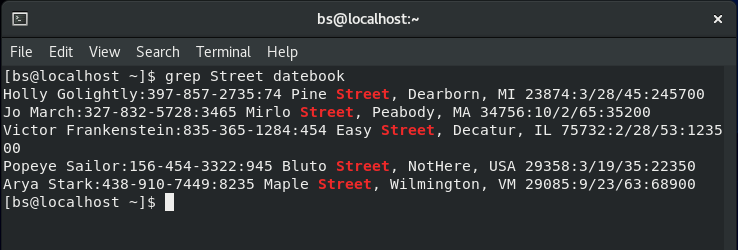 bs@localhost:~
File Edit View Search Terminal Help
[bs@localhost ~]$ grep Street datebook
Holly Golightly:397-857-2735:74 Pine Street, Dearborn, MI 23874:3/28/45:245700
Jo March:327-832-5728:3465 Mirlo Street, Peabody, MA 34756:10/2/65:35200
Victor Frankenstein:835-365-1284:454 Easy Street, Decatur, IL 75732:2/28/53:1235
00
Popeye Sailor:156-454-3322:945 Bluto Street, NotHere, USA 29358:3/19/35:22350
Arya Stark:438-910-7449:8235 Maple Street, Wilmington, VM 29085:9/23/63:68900
[bs@localhost ~]$